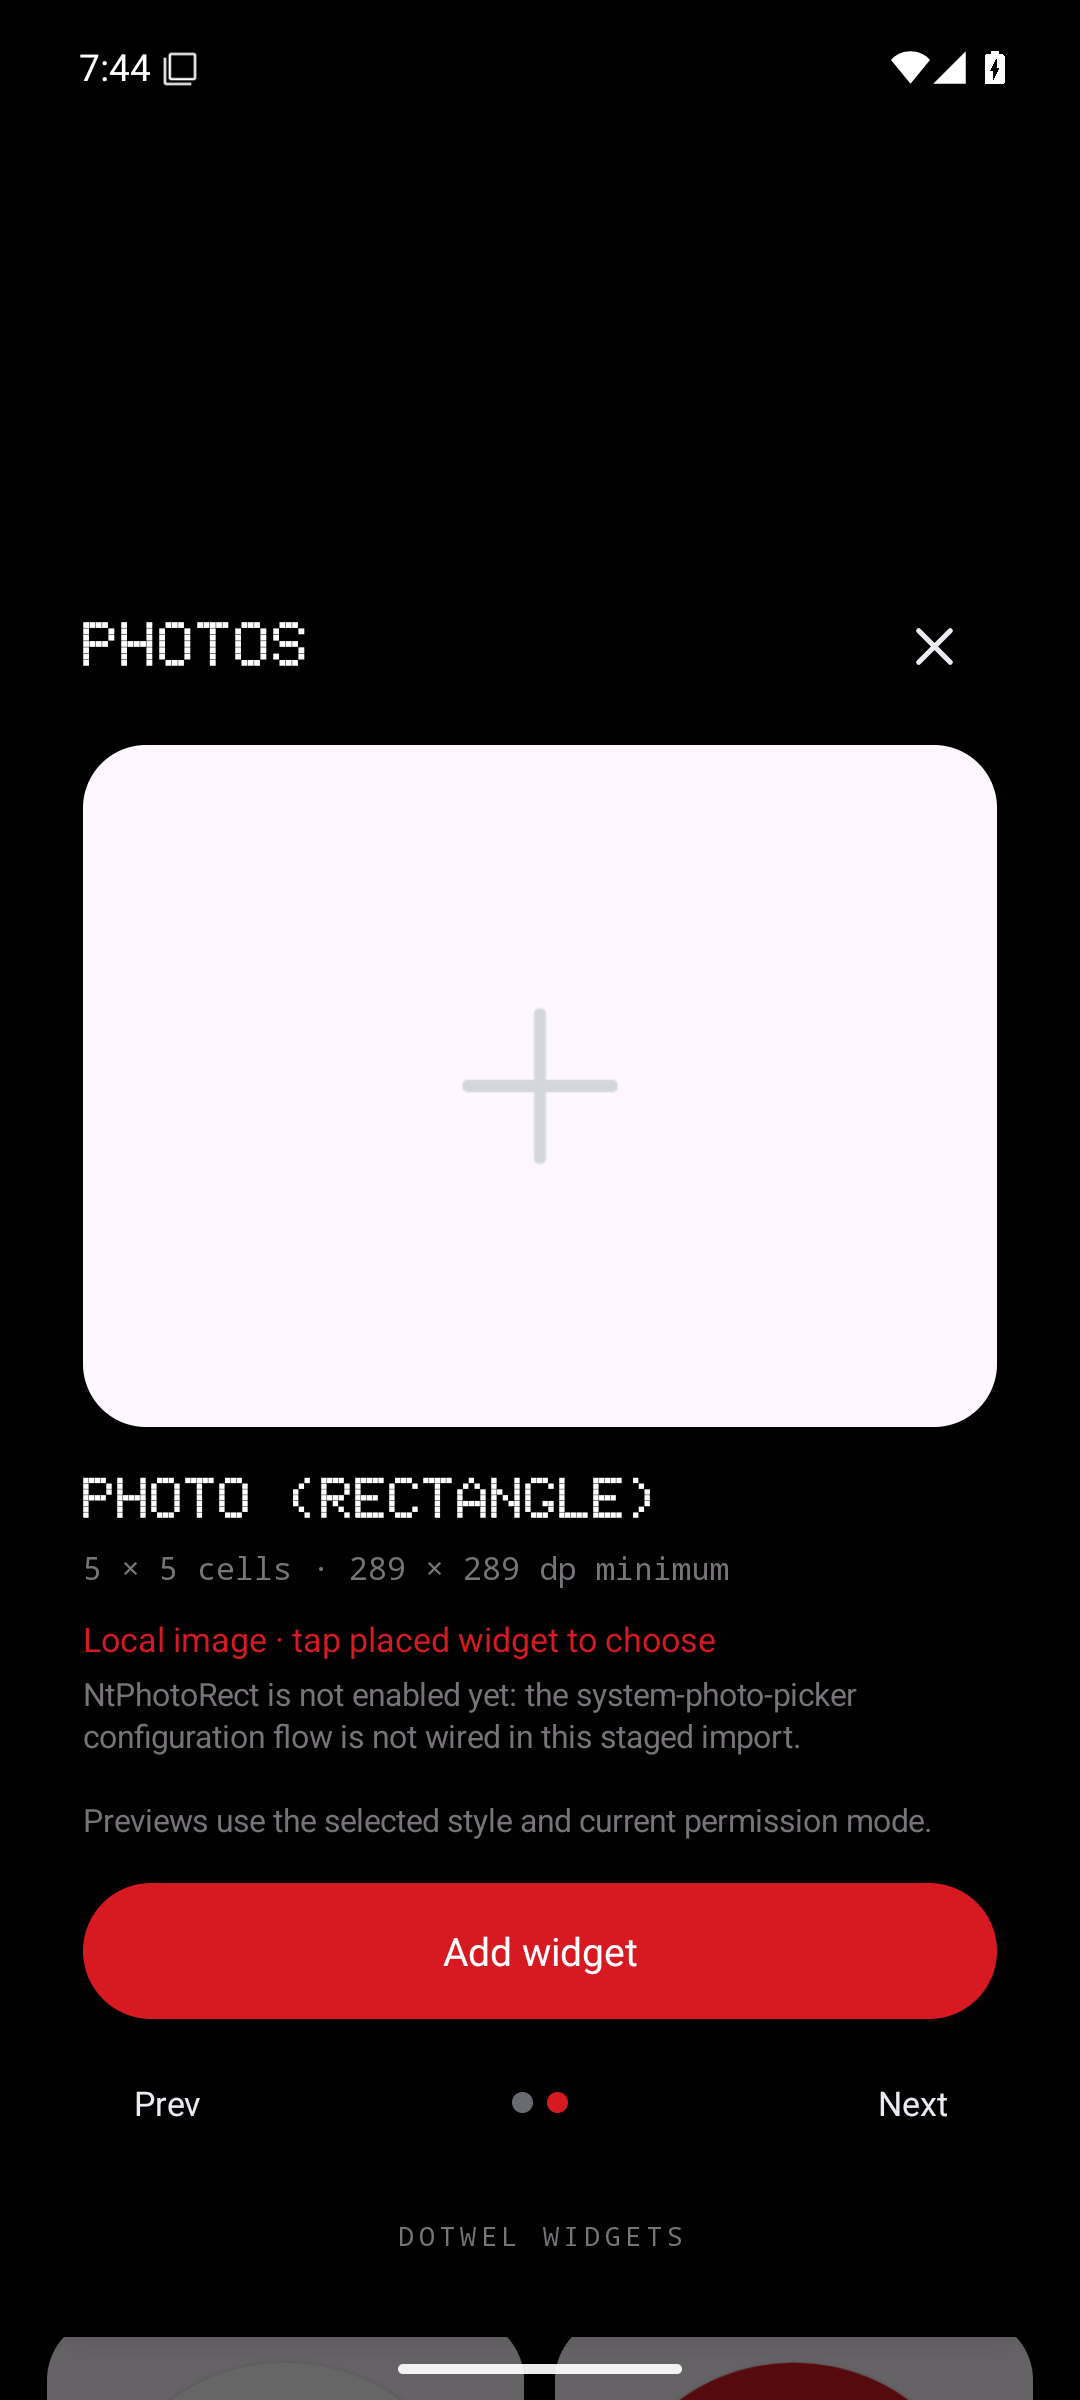 7:44
PHOTOS
PHOTO (RECTANGLE)
5 × 5 cells · 289 × 289 dp minimum
Local image · tap placed widget to choose
NtPhotoRect is not enabled yet: the system-photo-picker
configuration flow is not wired in this staged import.
Previews use the selected style and current permission mode.
Add widget
Prev
Next
DOTWEL WIDGETS